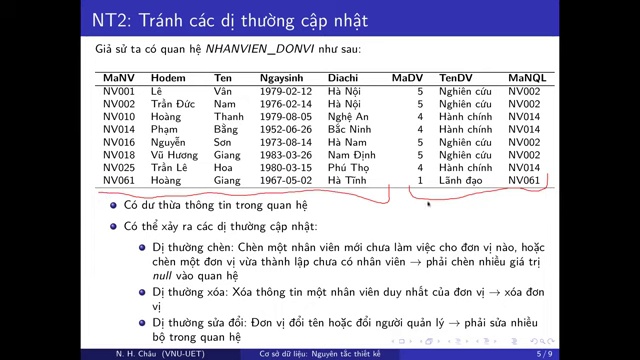 NT2: Tránh các dị thường cập nhật
Giả sử ta có quan hệ NHANVIEN_DONVI như sau:
MaNV Hodem Ten Ngaysinh Diachi MaDV TenDV MaNQL
NV001 Lê Vân 1979-02-12 Hà Nội 5 Nghiên cứu NV002
NV002 Trần Đức Nam 1976-02-14 Hà Nội 5 Nghiên cứu NV002
NV010 Hoàng Thanh 1979-08-05 Nghệ An 4 Hành chính NV014
NV014 Phạm Bằng 1952-06-26 Bắc Ninh 4 Hành chính NV014
NV016 Nguyễn Sơn 1973-08-14 Hà Nam 5 Nghiên cứu NV002
NV018 Vũ Hương Giang 1983-03-26 Nam Định 5 Nghiên cứu NV002
NV025 Trần Lê Hoa 1980-03-15 Phú Thọ 4 Hành chính NV014
NV061 Hoàng Giang 1967-05-02 Hà Tĩnh 1 Lãnh đạo NV061
Có dư thừa thông tin trong quan hệ
Có thể xảy ra các dị thường cập nhật:
Dị thường chèn: Chèn một nhân viên mới chưa làm việc cho đơn vị nào, hoặc
chèn một đơn vị vừa thành lập chưa có nhân viên → phải chèn nhiều giá trị
null vào quan hệ
Dị thường xóa: Xóa thông tin một nhân viên duy nhất của đơn vị → xóa đơn
vị
Dị thường sửa đổi: Đơn vị đổi tên hoặc đổi người quản lý → phải sửa nhiều
bộ trong quan hệ
N. H. Châu (VNU-UET) Cơ sở dữ liệu: Nguyên tắc thiết kế 5 / 9